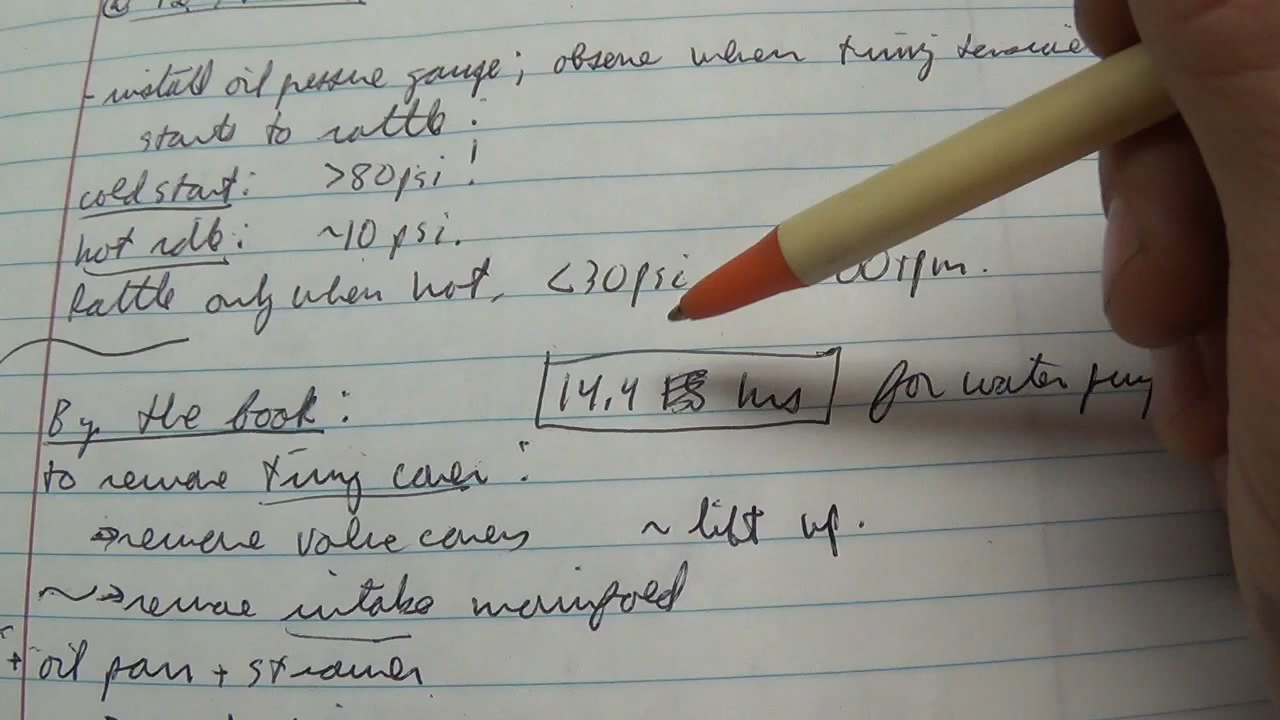 - install oil pressure gauge; observe when timing
starts to rattle:
cold start: >80psi!
hot idle: ~10 psi.
Rattle only when hot, <30psi 00rpm.
By the book: 14,4 hrs for water pump
to remove timing cover:
→remove valve covers ~ lift up.
~→remove intake manifold
+ oil pan + strainer